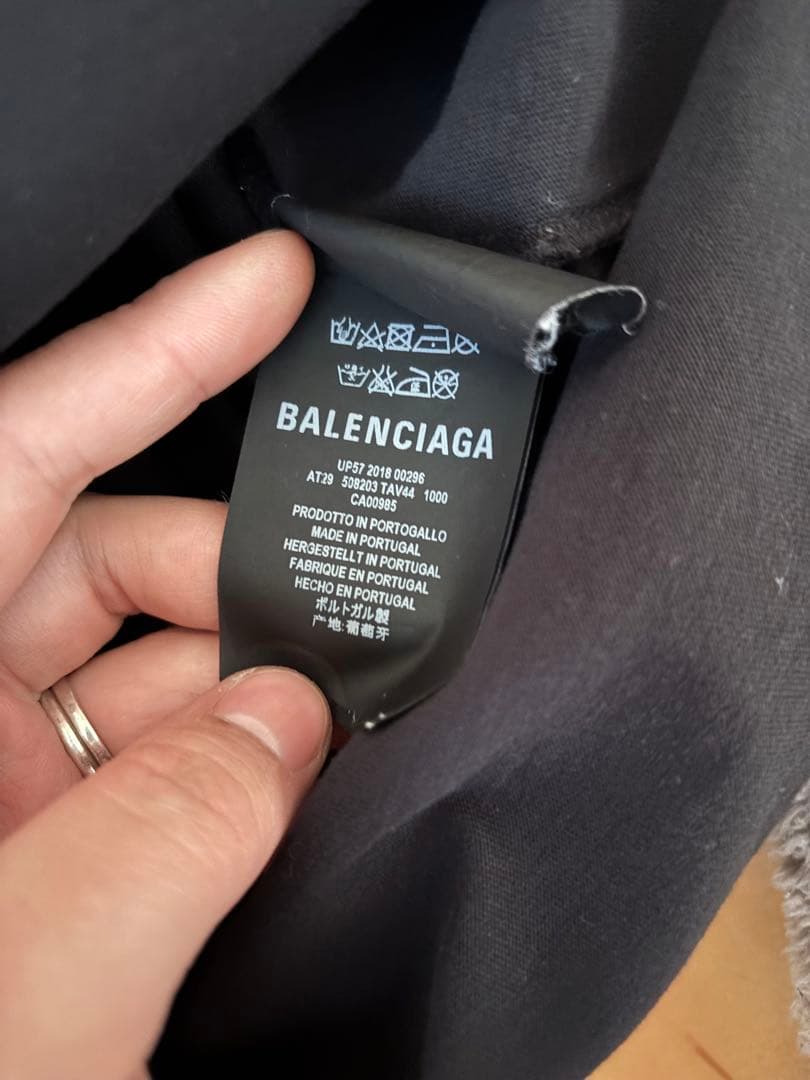 BALENCIAGA
UP57 2018 00296
AT29 508203 TAV44 1000
CA00985
PRODOTTO IN PORTOGALLO
MADE IN PORTUGAL
HERGESTELLT IN PORTUGAL
FABRIQUE EN PORTUGAL
HECHO EN PORTUGAL
ポルトガル製
产地:葡萄牙